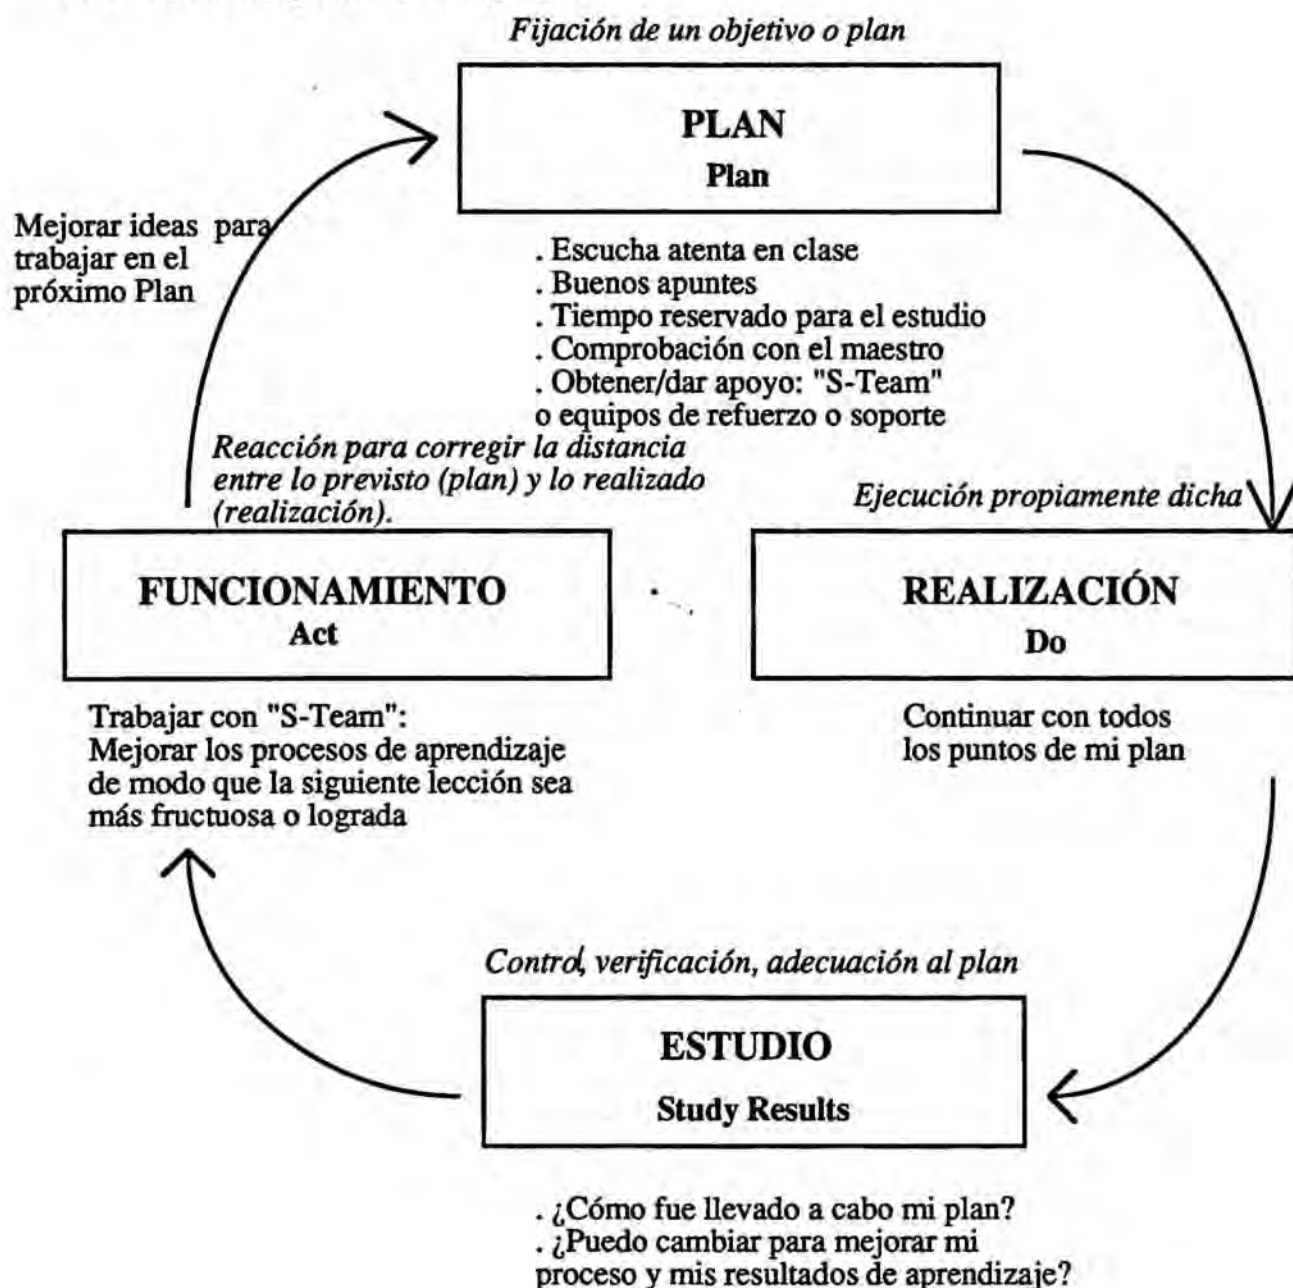 Fijación de un objetivo o plan
PLAN
Plan
Mejorar ideas para
trabajar en el
próximo Plan
. Escucha atenta en clase
. Buenos apuntes
. Tiempo reservado para el estudio
. Comprobación con el maestro
. Obtener/dar apoyo: "S-Team"
o equipos de refuerzo o soporte
Reacción para corregir la distancia
entre lo previsto (plan) y lo realizado
(realización).
Ejecución propiamente dicha
FUNCIONAMIENTO
Act
REALIZACIÓN
Do
Trabajar con "S-Team":
Mejorar los procesos de aprendizaje
de modo que la siguiente lección sea
más fructuosa o lograda
Continuar con todos
los puntos de mi plan
Control, verificación, adecuación al plan
ESTUDIO
Study Results
. ¿Cómo fue llevado a cabo mi plan?
. ¿Puedo cambiar para mejorar mi
proceso y mis resultados de aprendizaje?